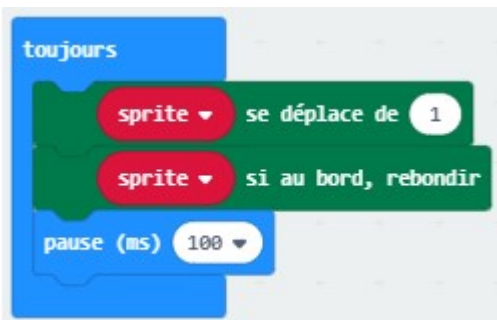 toujours
sprite se déplace de 1
sprite si au bord, rebondir
pause (ms) 100